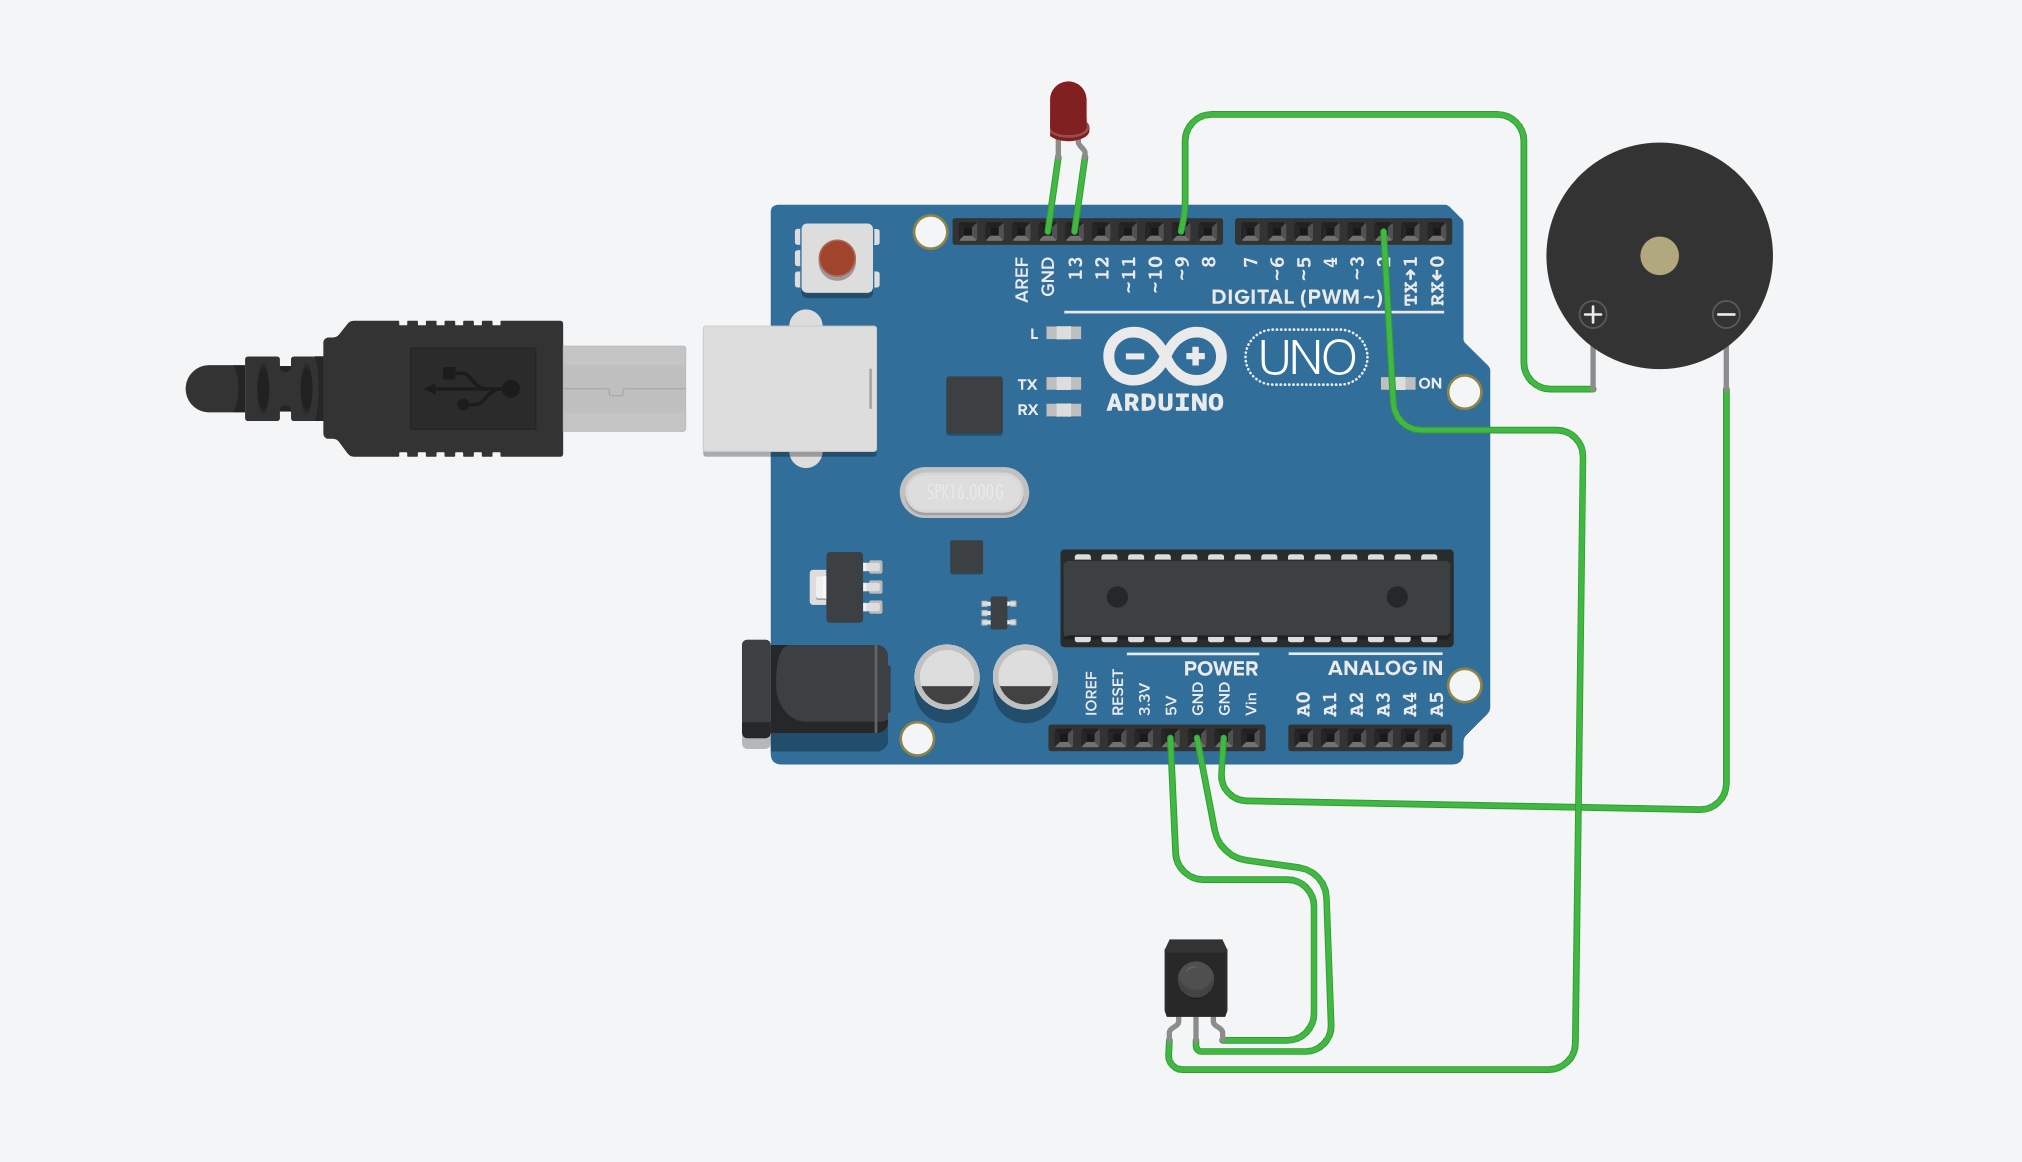 AREF
GND
13
12
~11
~10
~9
8
7
~6
~5
4
~3
2
TX→1
RX←0
DIGITAL (PWM ~)
L
TX
RX
UNO
ARDUINO
ON
SPK16.000G
POWER
ANALOG IN
IOREF
RESET
3.3V
5V
GND
GND
Vin
A0
A1
A2
A3
A4
A5